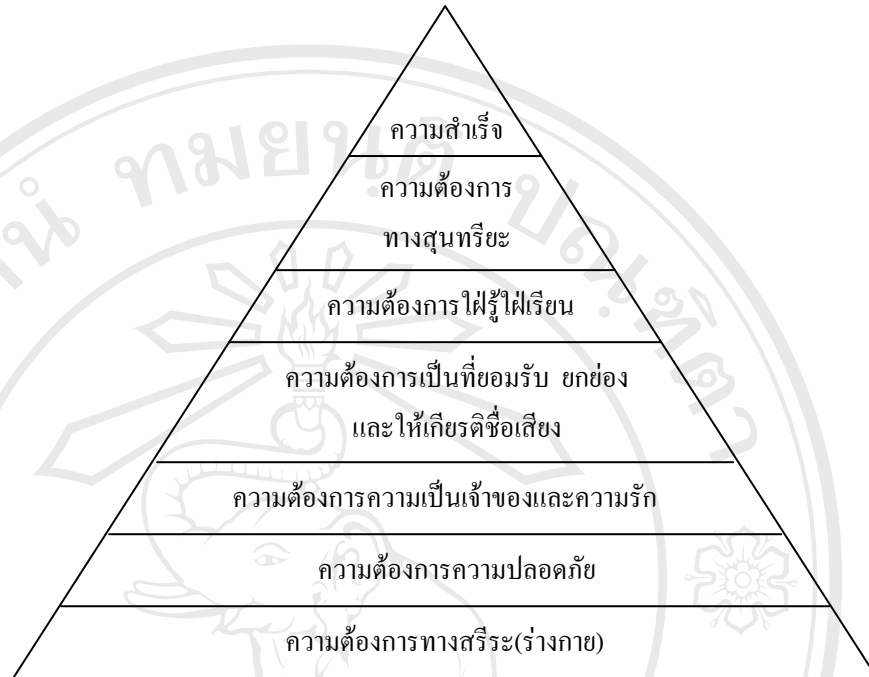 ความสำเร็จ
ความต้องการ
ทางสุนทรียะ
ความต้องการใฝ่รู้ใฝ่เรียน
ความต้องการเป็นที่ยอมรับ ยกย่อง
และให้เกียรติชื่อเสียง
ความต้องการความเป็นเจ้าของและความรัก
ความต้องการความปลอดภัย
ความต้องการทางสรีระ(ร่างกาย)